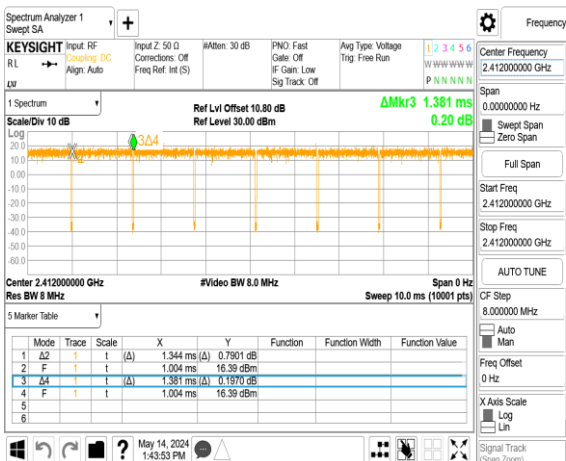 Spectrum Analyzer 1
Swept SA
Frequency
KEYSIGHT
RL
LXI
Input: RF
Coupling: DC
Align: Auto
Input Z: 50 Ω
Corrections: Off
Freq Ref: Int (S)
#Atten: 30 dB
PNO: Fast
Gate: Off
IF Gain: Low
Sig Track: Off
Avg Type: Voltage
Trig: Free Run
1 2 3 4 5 6
W W W W W W
P N N N N N
1 Spectrum
Scale/Div 10 dB
Ref Lvl Offset 10.80 dB
Ref Level 30.00 dBm
ΔMkr3 1.381 ms
0.20 dB
Log
20.0
10.0
0.00
-10.0
-20.0
-30.0
-40.0
-50.0
-60.0
3Δ4
Center 2.412000000 GHz
Res BW 8 MHz
#Video BW 8.0 MHz
Span 0 Hz
Sweep 10.0 ms (10001 pts)
5 Marker Table
Mode Trace Scale X Y Function Function Width Function Value
1 Δ2 1 t (Δ) 1.344 ms (Δ) 0.7901 dB
2 F 1 t 1.004 ms 16.39 dBm
3 Δ4 1 t (Δ) 1.381 ms (Δ) 0.1970 dB
4 F 1 t 1.004 ms 16.39 dBm
5
6
?
May 14, 2024
1:43:53 PM
Center Frequency
2.412000000 GHz
Span
0.00000000 Hz
Swept Span
Zero Span
Full Span
Start Freq
2.412000000 GHz
Stop Freq
2.412000000 GHz
AUTO TUNE
CF Step
8.000000 MHz
Auto
Man
Freq Offset
0 Hz
X Axis Scale
Log
Lin
Signal Track
(Span Zoom)